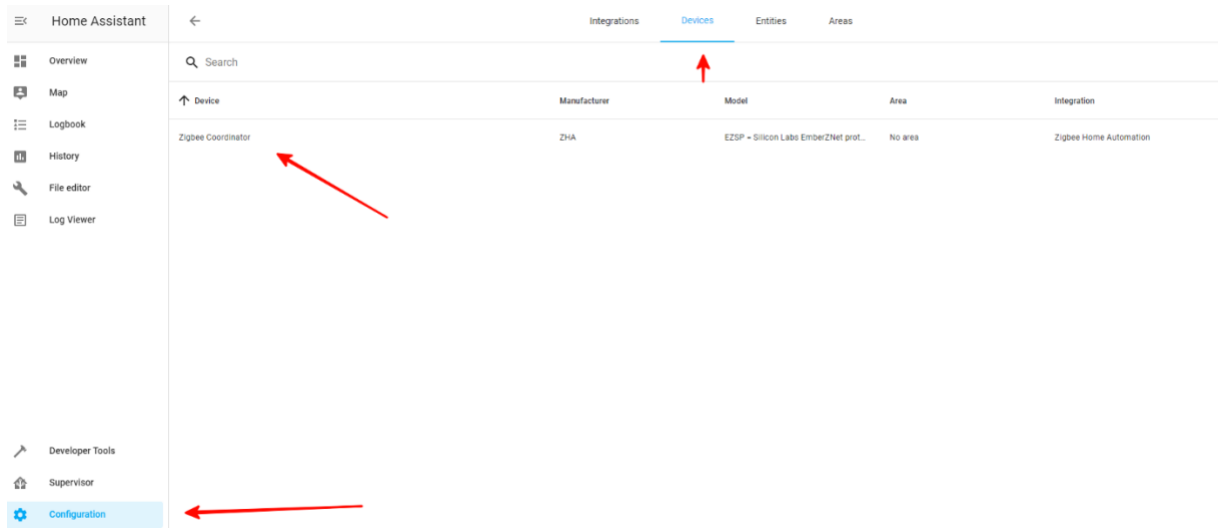 Home Assistant
Integrations Devices Entities Areas
Overview
Search
Map
Device Manufacturer Model Area Integration
Logbook
Zigbee Coordinator ZHA EZSP = Silicon Labs EmberZNet prot... No area Zigbee Home Automation
History
File editor
Log Viewer
Developer Tools
Supervisor
Configuration